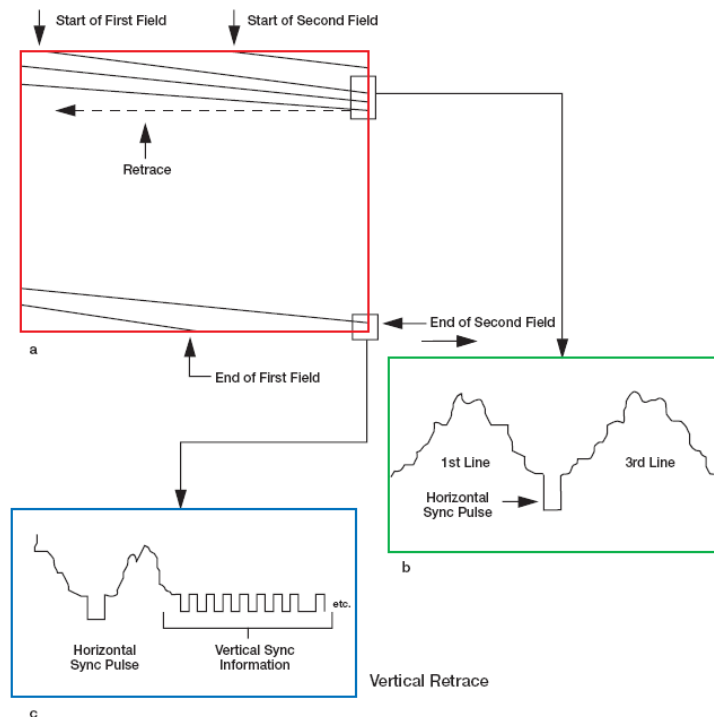 Start of First Field
Start of Second Field
Retrace
End of Second Field
a
End of First Field
1st Line
3rd Line
Horizontal
Sync Pulse
b
etc.
Horizontal
Sync Pulse
Vertical Sync
Information
Vertical Retrace
c